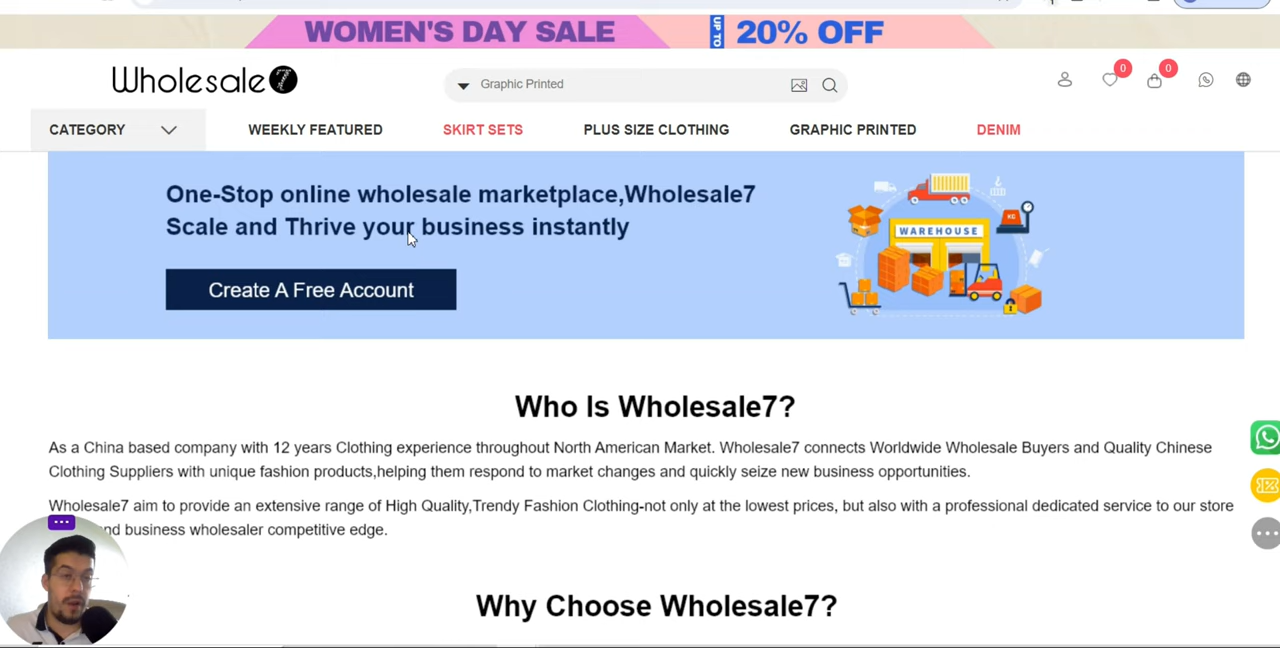 WOMEN'S DAY SALE UP TO 20% OFF
Wholesale7
Graphic Printed
0 0
CATEGORY WEEKLY FEATURED SKIRT SETS PLUS SIZE CLOTHING GRAPHIC PRINTED DENIM
One-Stop online wholesale marketplace,Wholesale7
Scale and Thrive your business instantly
Create A Free Account
WAREHOUSE
KG
Who Is Wholesale7?
As a China based company with 12 years Clothing experience throughout North American Market. Wholesale7 connects Worldwide Wholesale Buyers and Quality Chinese
Clothing Suppliers with unique fashion products,helping them respond to market changes and quickly seize new business opportunities.
Wholesale7 aim to provide an extensive range of High Quality,Trendy Fashion Clothing-not only at the lowest prices, but also with a professional dedicated service to our store
and business wholesaler competitive edge.
Why Choose Wholesale7?